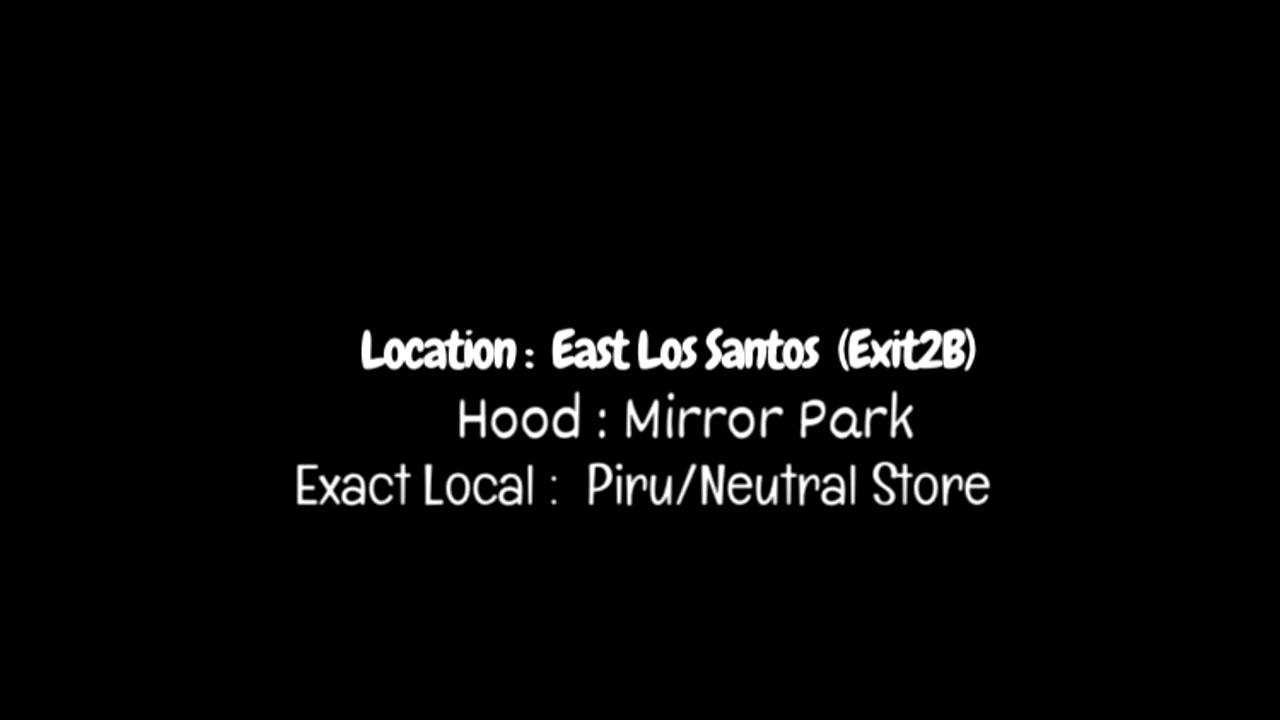 Location : East Los Santos (Exit2B)
Hood : Mirror Park
Exact Local : Piru/Neutral Store